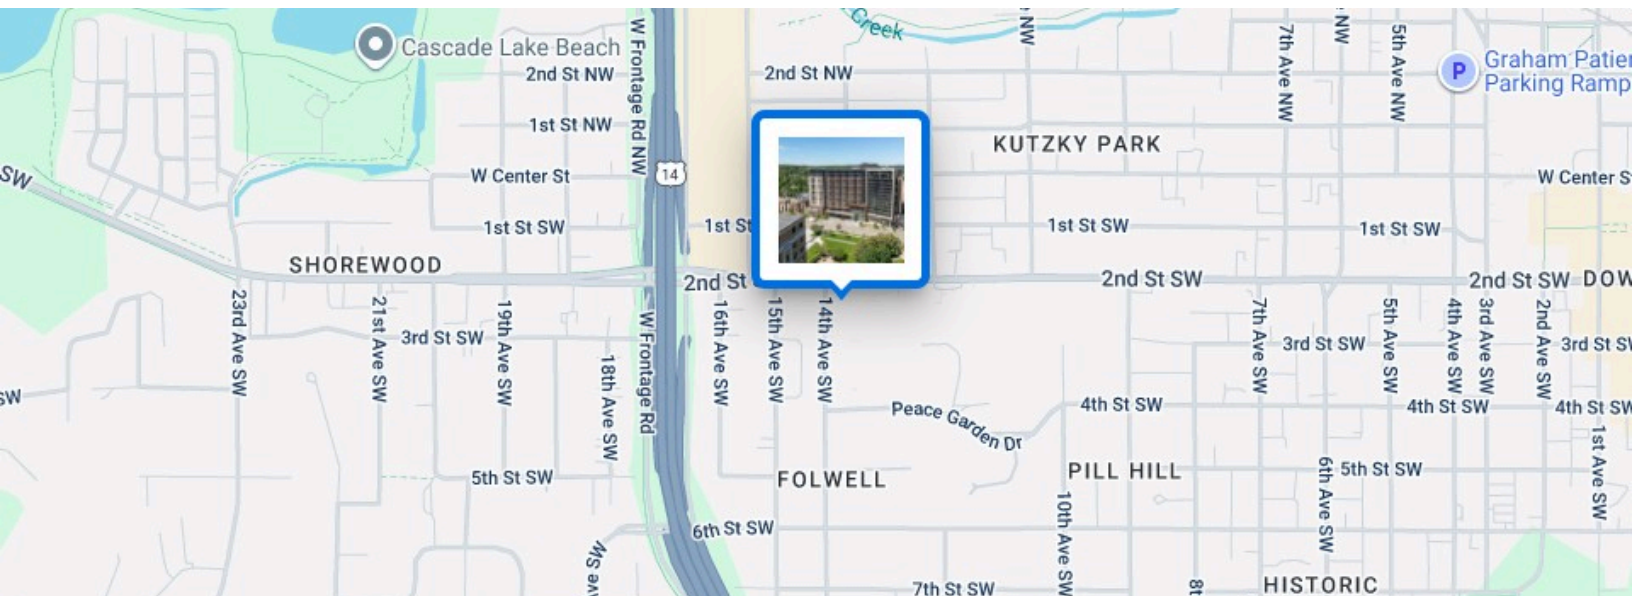 Creek
Cascade Lake Beach
W Frontage Rd NW
NW
NW
7th Ave NW
5th Ave NW
Graham Patien
Parking Ramp
P
2nd St NW
2nd St NW
1st St NW
KUTZKY PARK
14
SW
W Center St
W Center S
1st St SW
1st St
1st St SW
1st St SW
SHOREWOOD
2nd St
2nd St SW
2nd St SW
DOW
23rd Ave SW
21st Ave SW
19th Ave SW
18th Ave SW
W Frontage Rd
16th Ave SW
15th Ave SW
14th Ave SW
7th Ave SW
5th Ave SW
4th Ave SW
3rd Ave SW
2nd Ave SW
3rd St SW
3rd St SW
3rd St SW
SW
Peace Garden Dr
4th St SW
4th St SW
4th St SW
1st Ave SW
5th St SW
FOLWELL
PILL HILL
6th Ave SW
5th St SW
10th Ave SW
6th St SW
Ave SW
7th St SW
8t
HISTORIC